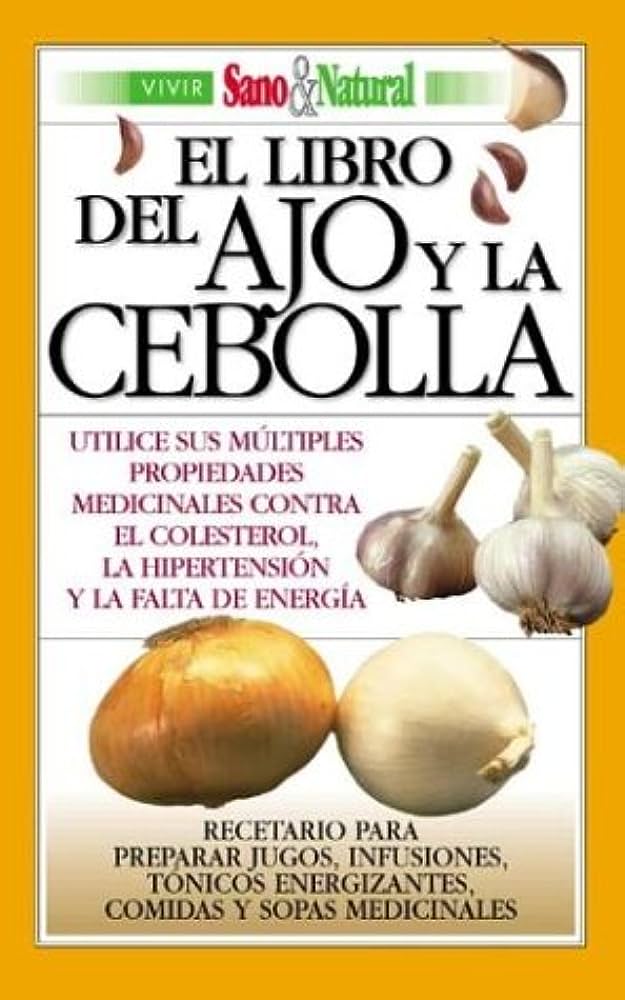 VIVIR Sano & Natural
EL LIBRO
DEL AJO Y LA
CEBOLLA
UTILICE SUS MÚLTIPLES
PROPIEDADES
MEDICINALES CONTRA
EL COLESTEROL,
LA HIPERTENSIÓN
Y LA FALTA DE ENERGÍA
RECETARIO PARA
PREPARAR JUGOS, INFUSIONES,
TÓNICOS ENERGIZANTES,
COMIDAS Y SOPAS MEDICINALES